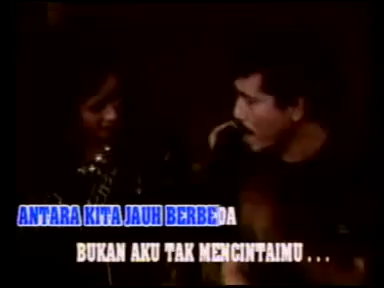 ANTARA KITA JAUH BERBEDA
BUKAN AKU TAK MENCINTAIMU . . .